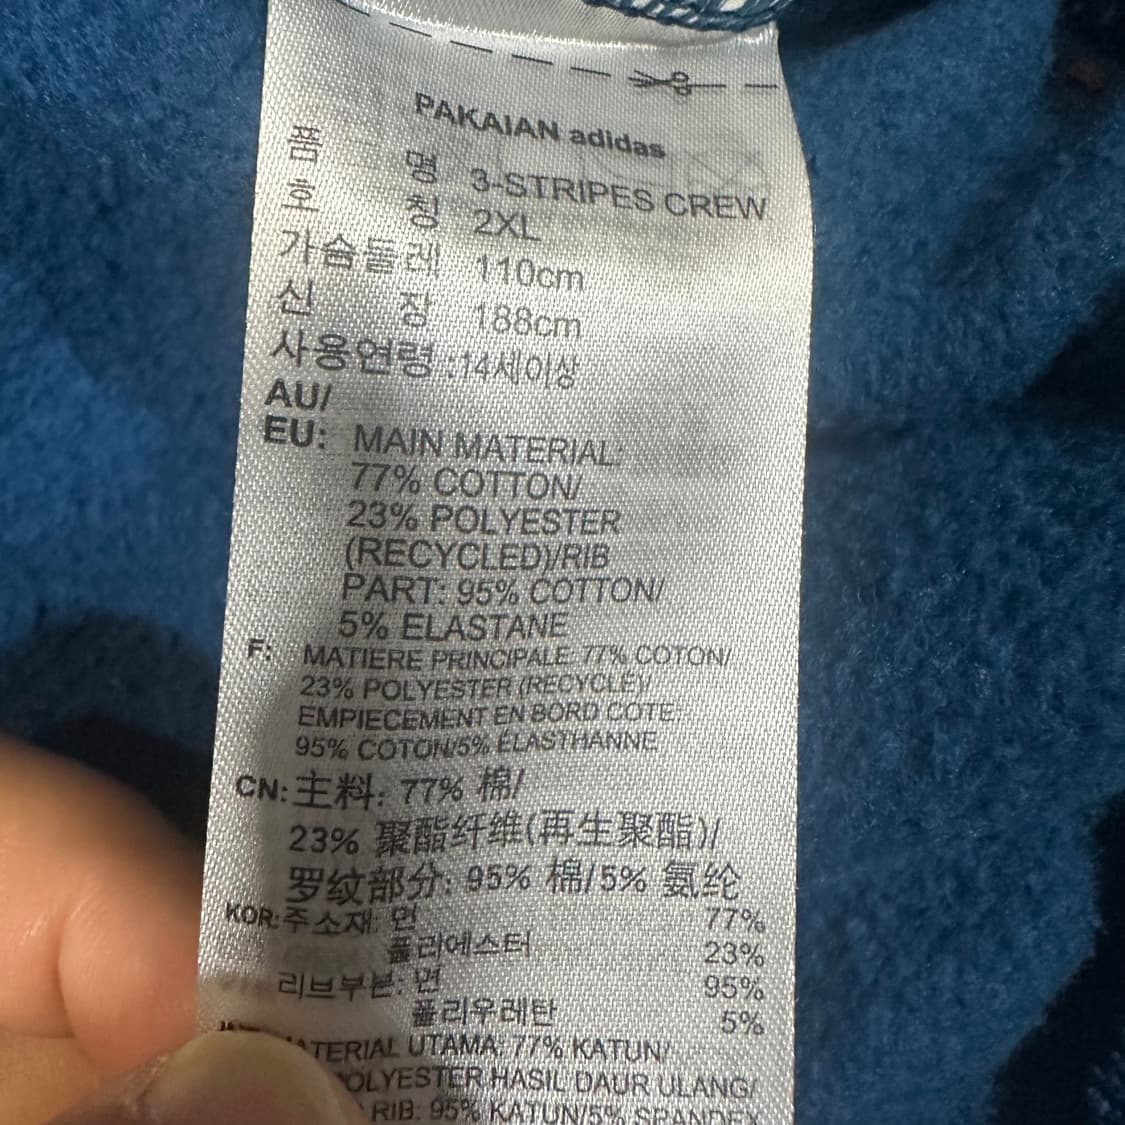 PAKAIAN adidas
품 명 3-STRIPES CREW
호 칭 2XL
가슴둘레 110cm
신 장 188cm
사용연령 :14세이상
AU/
EU: MAIN MATERIAL:
77% COTTON/
23% POLYESTER
(RECYCLED)/RIB
PART: 95% COTTON/
5% ELASTANE
F: MATIERE PRINCIPALE: 77% COTON/
23% POLYESTER (RECYCLE)/
EMPIECEMENT EN BORD COTE:
95% COTON/5% ELASTHANNE
CN: 主料: 77% 棉/
23% 聚酯纤维(再生聚酯)/
罗纹部分: 95% 棉/5% 氨纶
KOR: 주소재: 면 77%
폴리에스터 23%
리브부분: 면 95%
폴리우레탄 5%
UTAMA: 77% KATUN/
HASIL DAUR ULANG/
RIB: 95% KATUN/5% SPANDEX